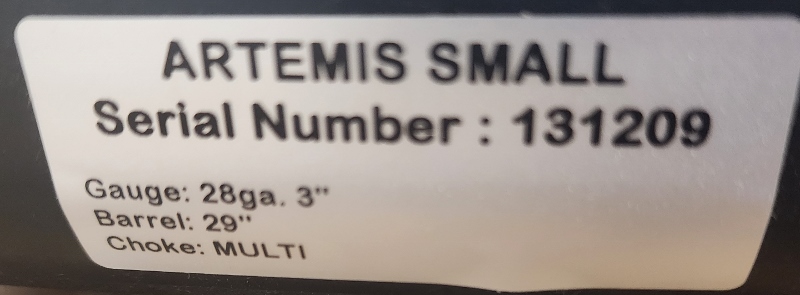 ARTEMIS SMALL
Serial Number : 131209
Gauge: 28ga. 3"
Barrel: 29"
Choke: MULTI